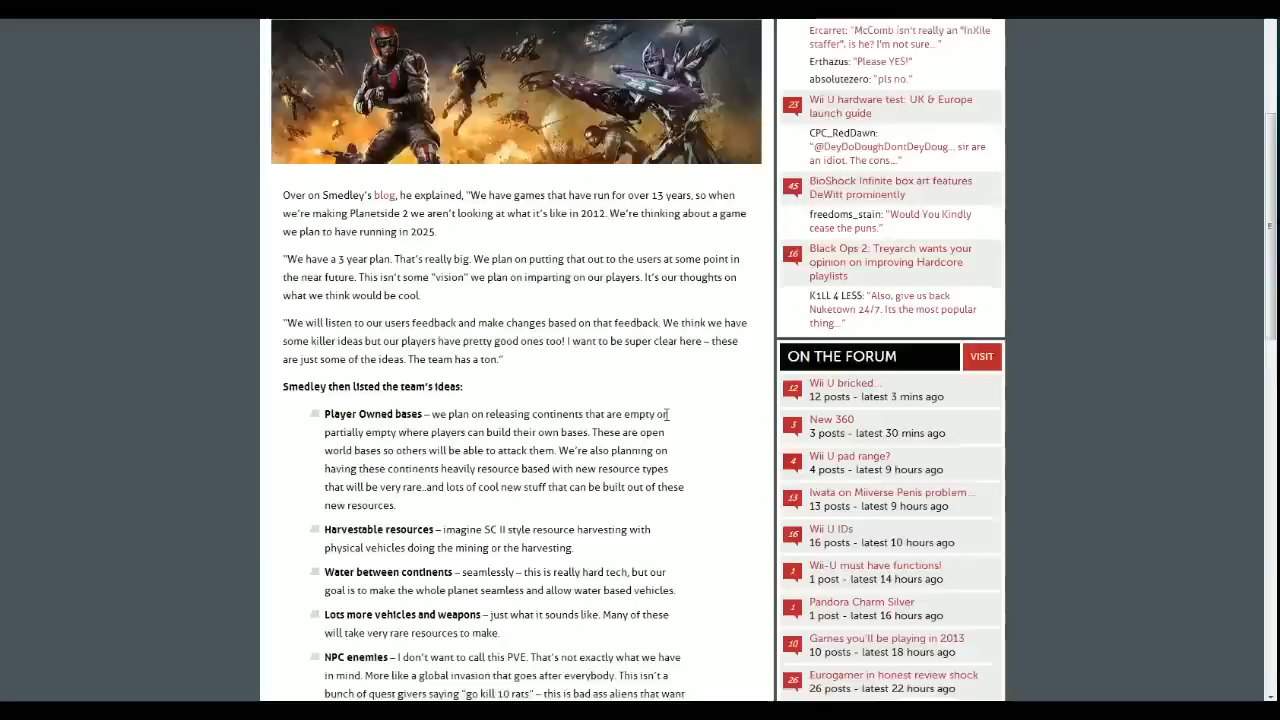 Over on Smedley's blog, he explained, "We have games that have run for over 13 years, so when
we're making Planetside 2 we aren't looking at what it's like in 2012. We're thinking about a game
we plan to have running in 2025.
"We have a 3 year plan. That's really big. We plan on putting that out to the users at some point in
the near future. This isn't some "vision" we plan on imparting on our players. It's our thoughts on
what we think would be cool.
"We will listen to our users feedback and make changes based on that feedback. We think we have
some killer ideas but our players have pretty good ones too! I want to be super clear here – these
are just some of the ideas. The team has a ton."
Smedley then listed the team's ideas:
Player Owned bases – we plan on releasing continents that are empty or
partially empty where players can build their own bases. These are open
world bases so others will be able to attack them. We're also planning on
having these continents heavily resource based with new resource types
that will be very rare..and lots of cool new stuff that can be built out of these
new resources.
Harvestable resources – imagine SC II style resource harvesting with
physical vehicles doing the mining or the harvesting.
Water between continents – seamlessly – this is really hard tech, but our
goal is to make the whole planet seamless and allow water based vehicles.
Lots more vehicles and weapons – just what it sounds like. Many of these
will take very rare resources to make.
NPC enemies – I don't want to call this PVE. That's not exactly what we have
in mind. More like a global invasion that goes after everybody. This isn't a
bunch of quest givers saying "go kill 10 rats" – this is bad ass aliens that want
Ercarret: "McComb isn't really an "InXile
staffer", is he? I'm not sure..."
Erthazus: "Please YES!"
absolutezero: "pls no."
23
Wii U hardware test: UK & Europe
launch guide
CPC_RedDawn:
"@DeyDoDoughDontDeyDoug... sir are
an idiot. The cons..."
45
BioShock Infinite box art features
DeWitt prominently
freedoms_stain: "Would You Kindly
cease the puns."
16
Black Ops 2: Treyarch wants your
opinion on improving Hardcore
playlists
K1LL 4 LESS: "Also, give us back
Nuketown 24/7. Its the most popular
thing..."
ON THE FORUM
VISIT
12
Wii U bricked...
12 posts - latest 3 mins ago
3
New 360
3 posts - latest 30 mins ago
4
Wii U pad range?
4 posts - latest 9 hours ago
13
Iwata on Miiverse Penis problem...
13 posts - latest 9 hours ago
16
Wii U IDs
16 posts - latest 10 hours ago
1
Wii-U must have functions!
1 post - latest 14 hours ago
1
Pandora Charm Silver
1 post - latest 16 hours ago
10
Games you'll be playing in 2013
10 posts - latest 18 hours ago
26
Eurogamer in honest review shock
26 posts - latest 22 hours ago